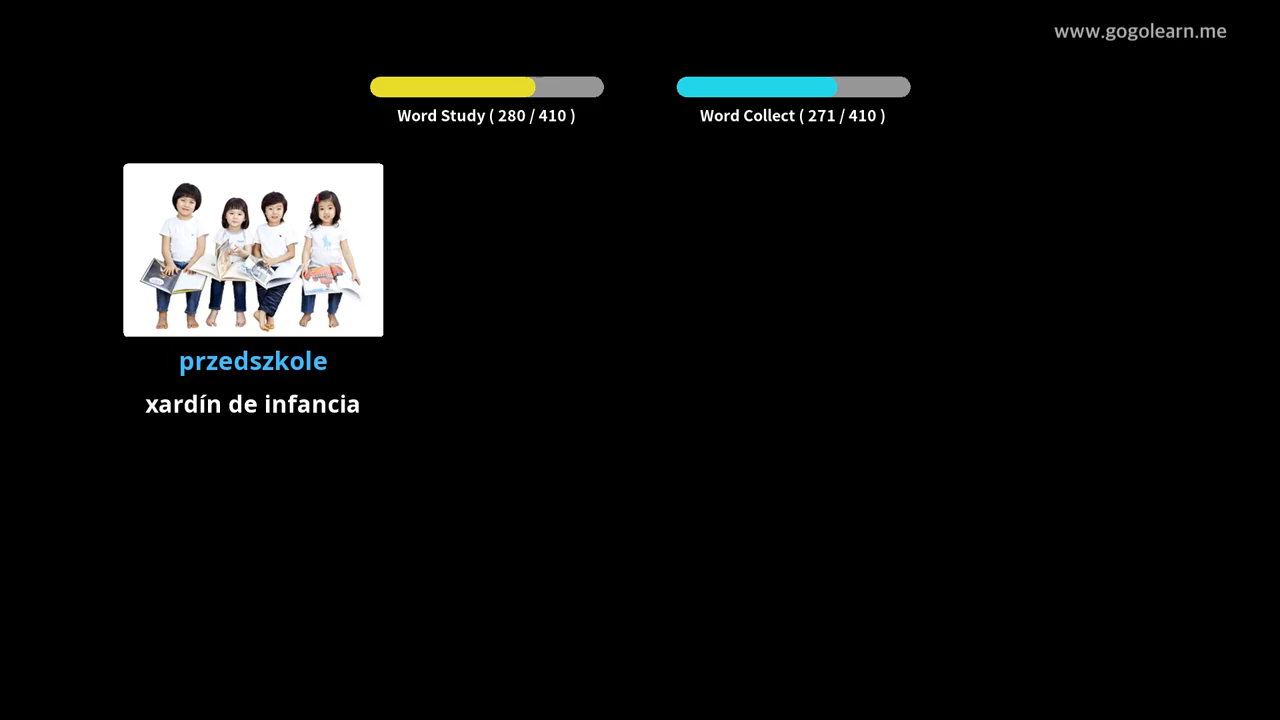 www.gogolearn.me
Word Study ( 280 / 410 )
Word Collect ( 271 / 410 )
przedszkole
xardín de infancia